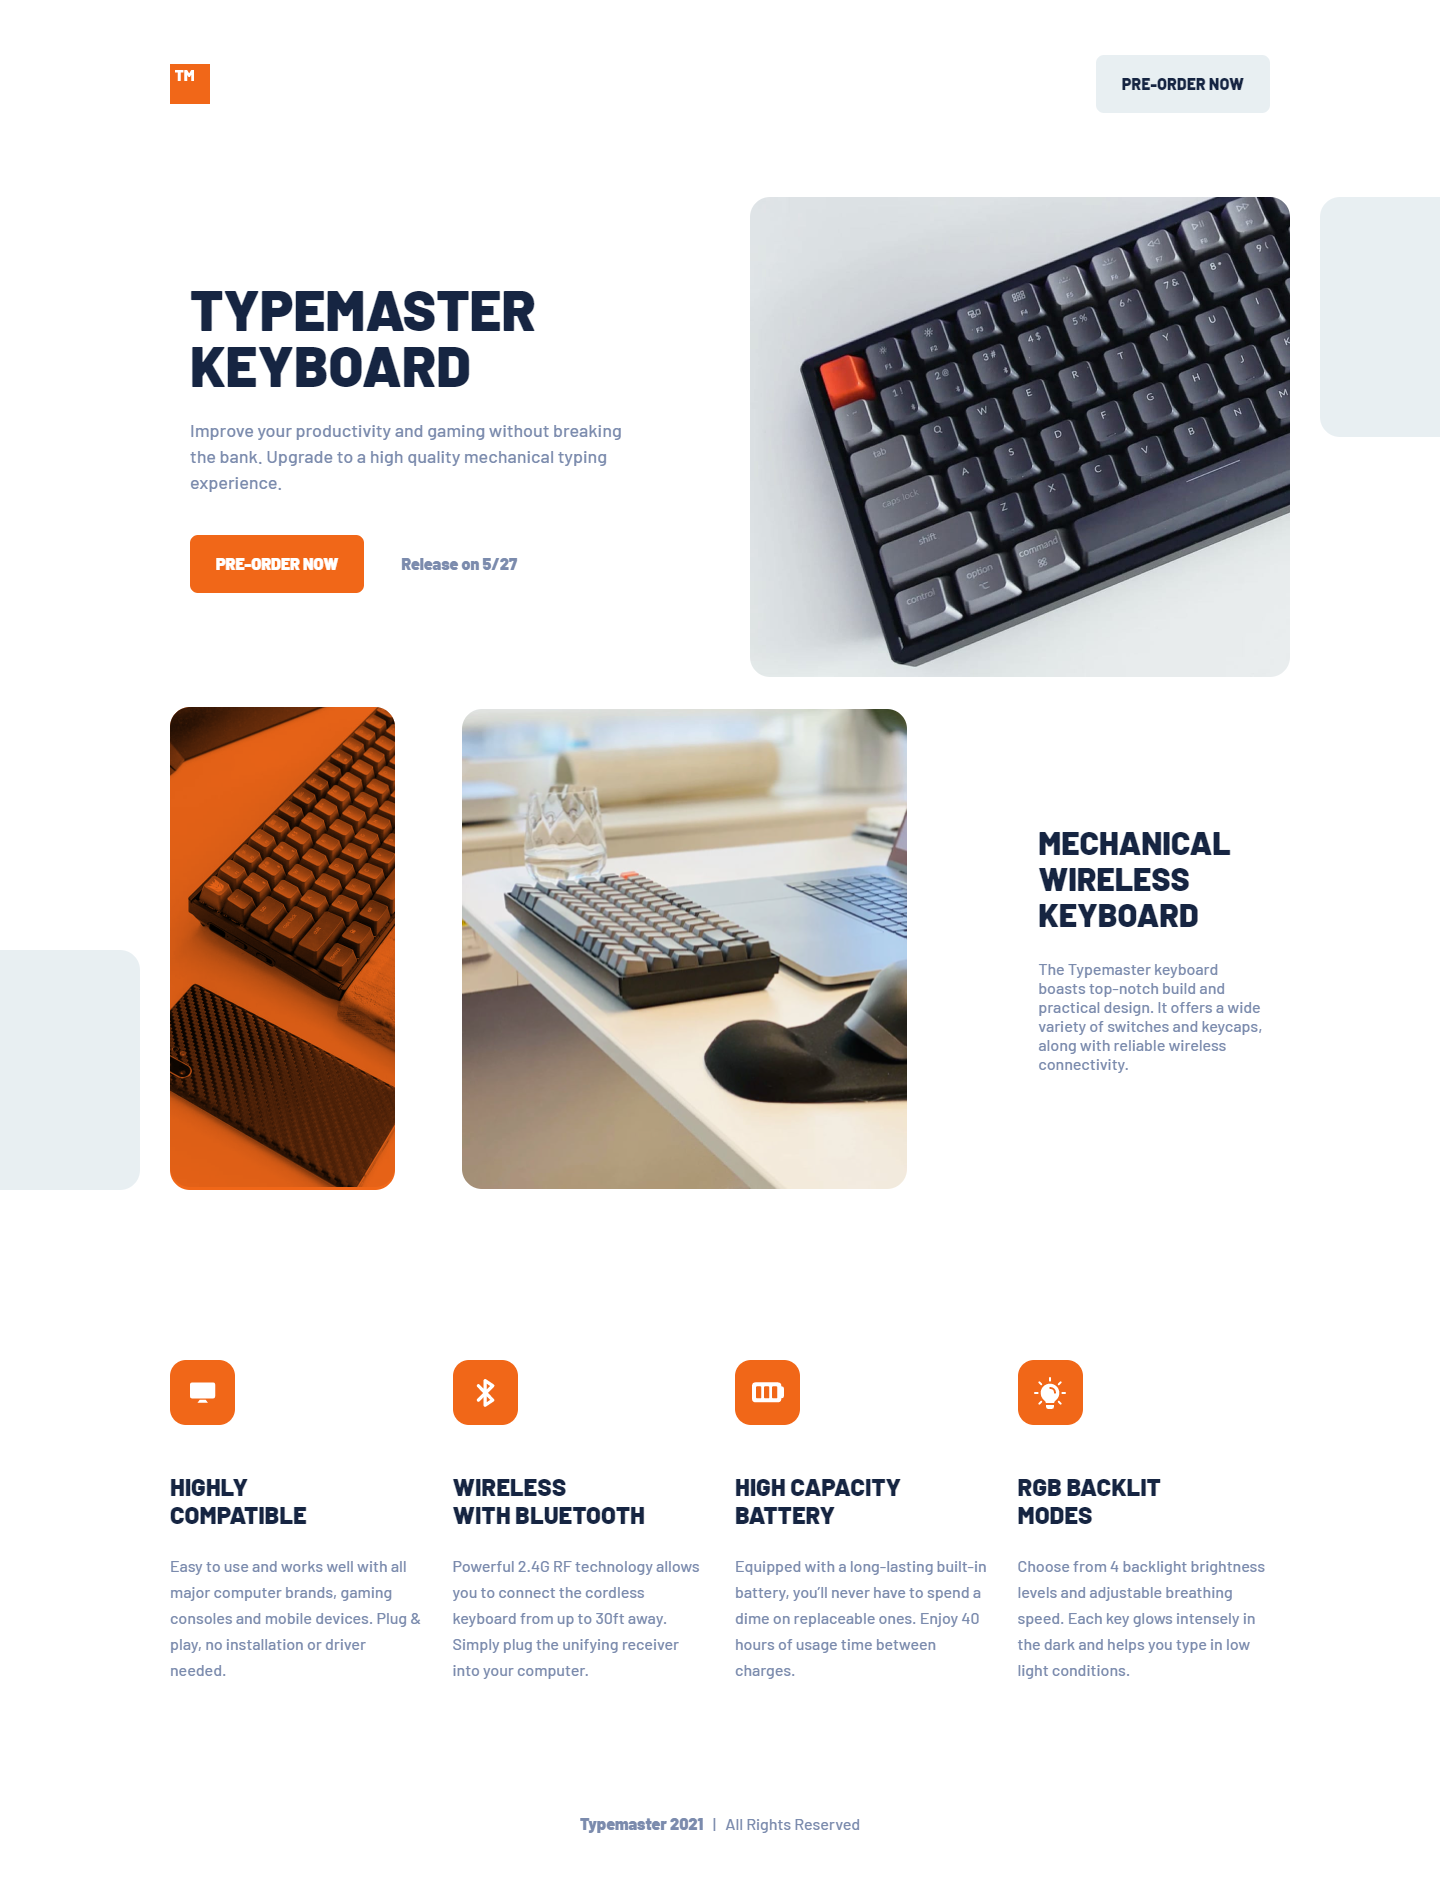 TM
PRE-ORDER NOW
TYPEMASTER
KEYBOARD
Improve your productivity and gaming without breaking
the bank. Upgrade to a high quality mechanical typing
experience.
PRE-ORDER NOW
Release on 5/27
tab
caps lock
shift
control
option
command
MECHANICAL
WIRELESS
KEYBOARD
The Typemaster keyboard
boasts top-notch build and
practical design. It offers a wide
variety of switches and keycaps,
along with reliable wireless
connectivity.
HIGHLY
COMPATIBLE
Easy to use and works well with all
major computer brands, gaming
consoles and mobile devices. Plug &
play, no installation or driver
needed.
WIRELESS
WITH BLUETOOTH
Powerful 2.4G RF technology allows
you to connect the cordless
keyboard from up to 30ft away.
Simply plug the unifying receiver
into your computer.
HIGH CAPACITY
BATTERY
Equipped with a long-lasting built-in
battery, you’ll never have to spend a
dime on replaceable ones. Enjoy 40
hours of usage time between
charges.
RGB BACKLIT
MODES
Choose from 4 backlight brightness
levels and adjustable breathing
speed. Each key glows intensely in
the dark and helps you type in low
light conditions.
Typemaster 2021 | All Rights Reserved